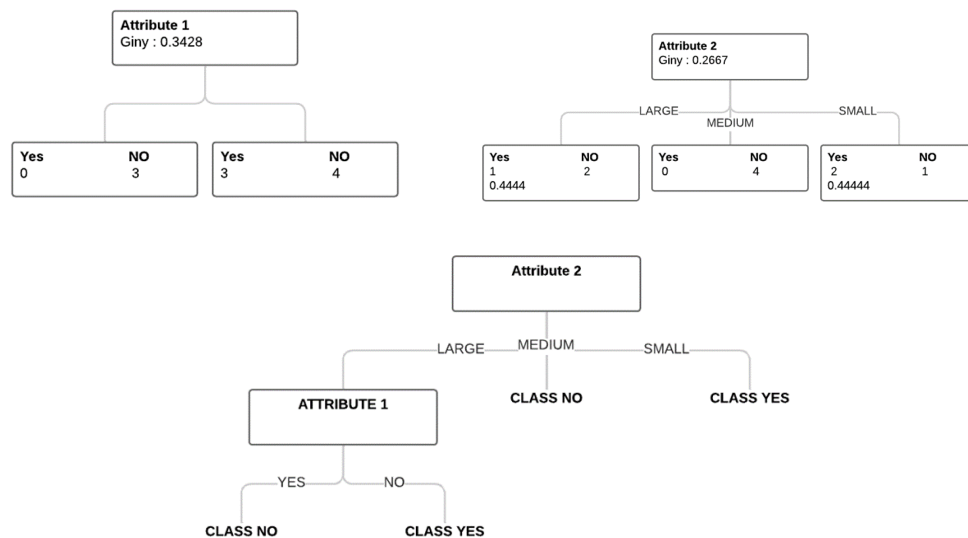 Attribute 1
Giny : 0.3428
Yes NO
0 3
Yes NO
3 4
Attribute 2
Giny : 0.2667
LARGE
MEDIUM
SMALL
Yes NO
1 2
0.4444
Yes NO
0 4
Yes NO
2 1
0.44444
Attribute 2
LARGE
MEDIUM
SMALL
ATTRIBUTE 1
CLASS NO
CLASS YES
YES
NO
CLASS NO
CLASS YES